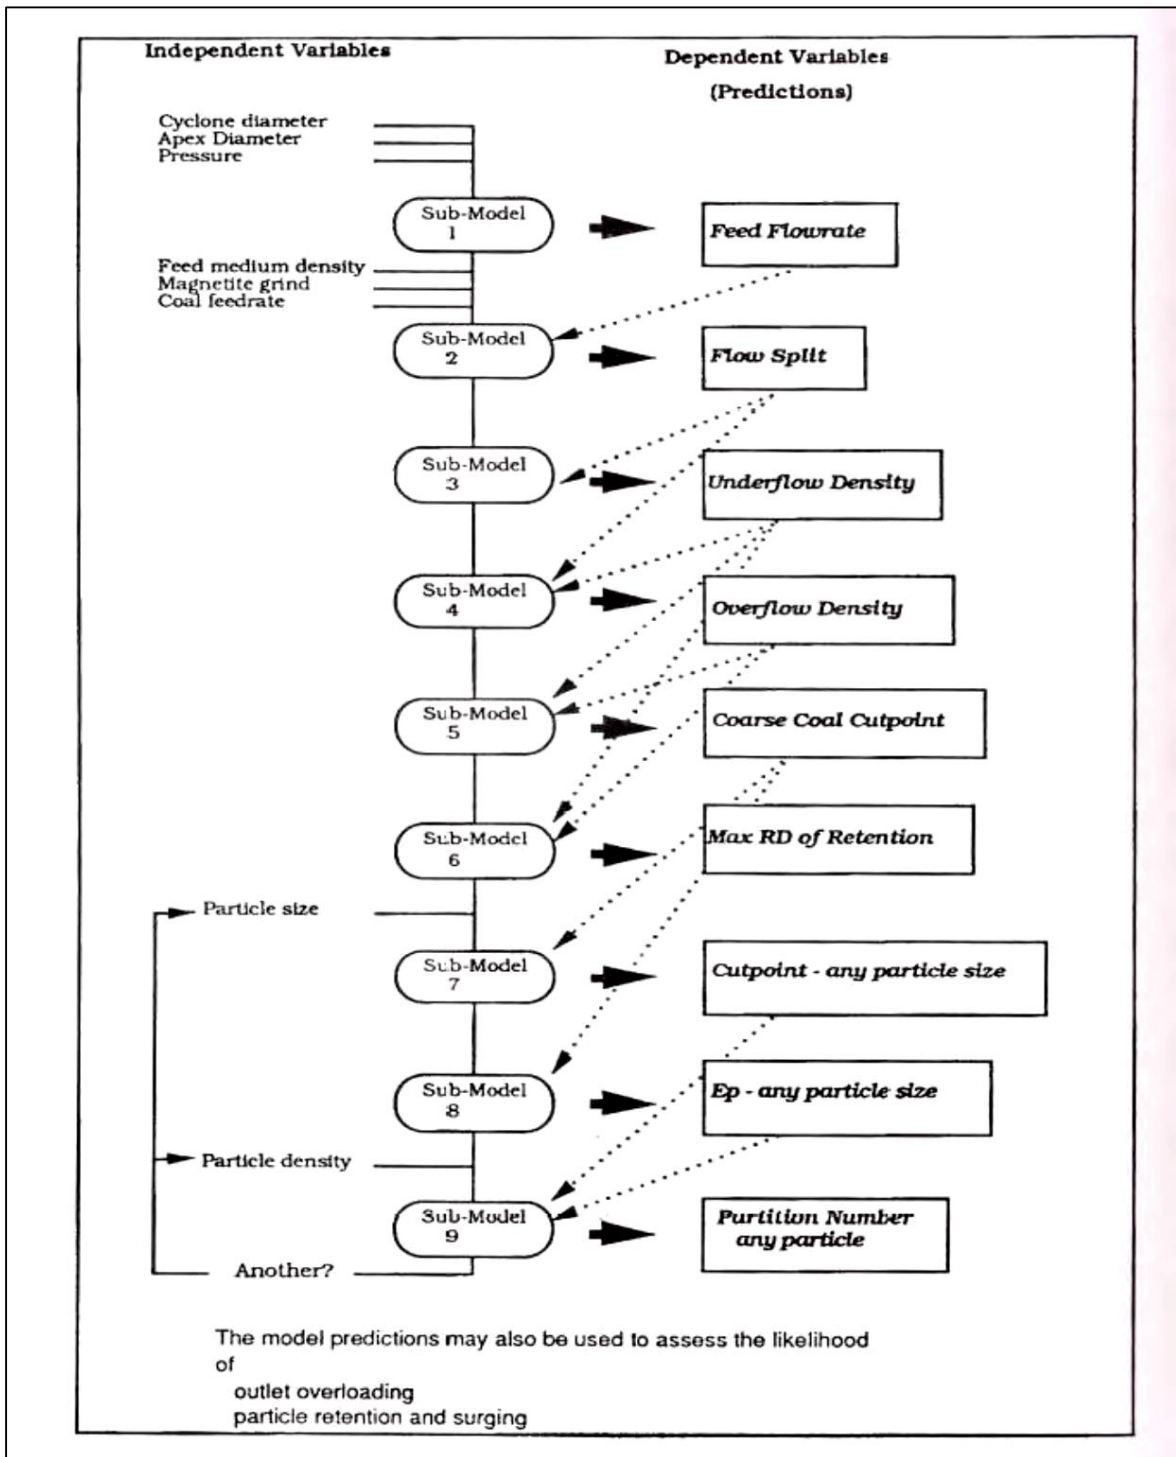 Independent Variables
Dependent Variables
(Predictions)
Cyclone diameter
Apex Diameter
Pressure
Sub-Model
1
Feed Flowrate
Feed medium density
Magnetite grind
Coal feedrate
Sub-Model
2
Flow Split
Sub-Model
3
Underflow Density
Sub-Model
4
Overflow Density
Sub-Model
5
Coarse Coal Cutpoint
Sub-Model
6
Max RD of Retention
Particle size
Sub-Model
7
Cutpoint - any particle size
Sub-Model
8
Ep - any particle size
Particle density
Sub-Model
9
Partition Number
any particle
Another?
The model predictions may also be used to assess the likelihood
of
outlet overloading
particle retention and surging